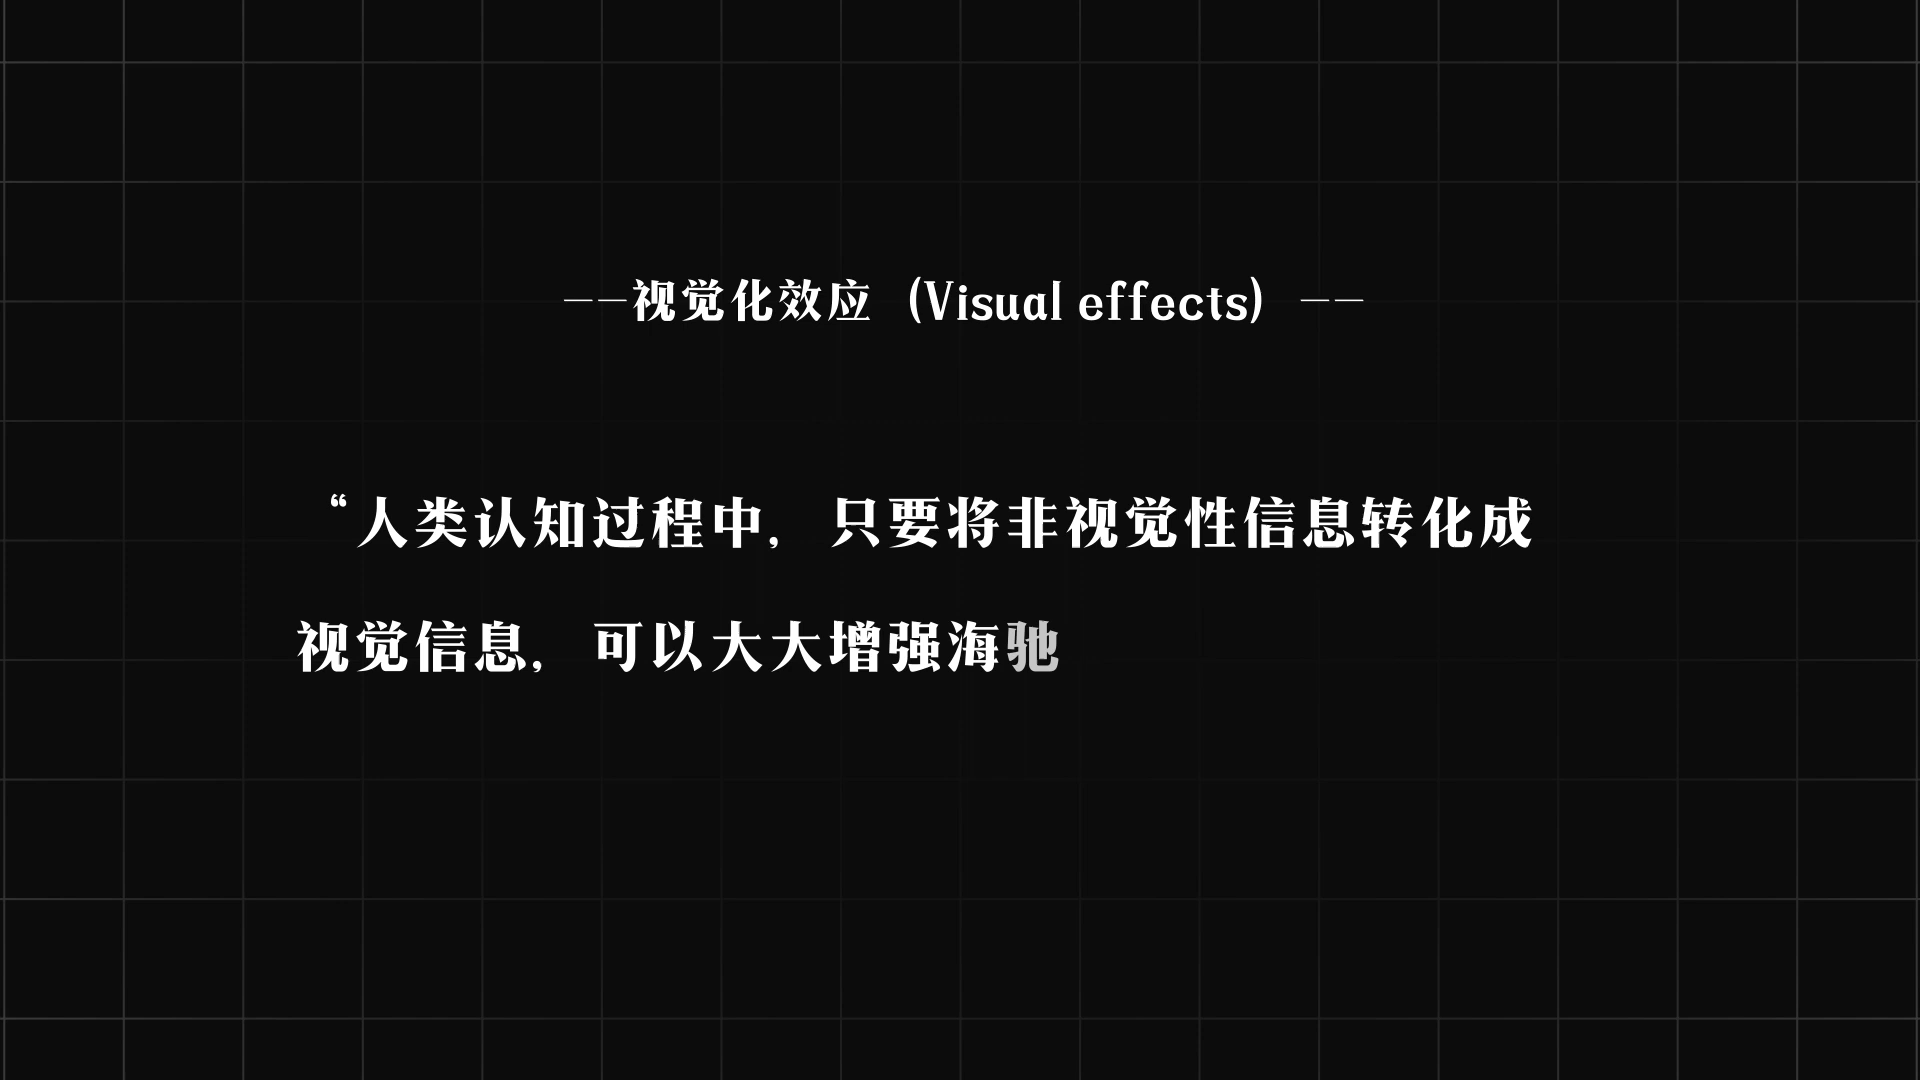 ——视觉化效应（Visual effects）——
“人类认知过程中，只要将非视觉性信息转化成
视觉信息，可以大大增强海驰